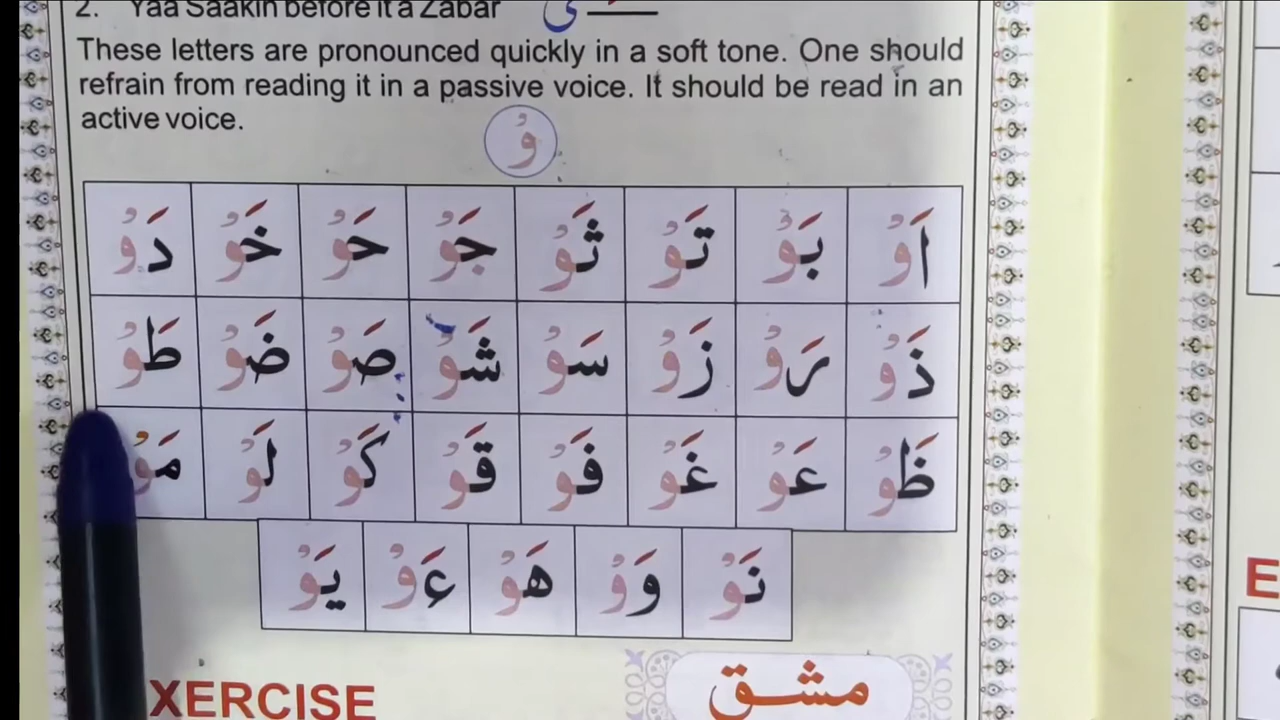 2. Yaa Saakin before it a Zabar
These letters are pronounced quickly in a soft tone. One should
refrain from reading it in a passive voice. It should be read in an
active voice.
وْ
اَوْ بَوْ تَوْ ثَوْ جَوْ حَوْ خَوْ دَوْ
ذَوْ رَوْ زَوْ سَوْ شَوْ صَوْ ضَوْ طَوْ
ظَوْ عَوْ غَوْ فَوْ قَوْ كَوْ لَوْ مَوْ
نَوْ وَوْ هَوْ ءَوْ يَوْ
XERCISE
مشق
E